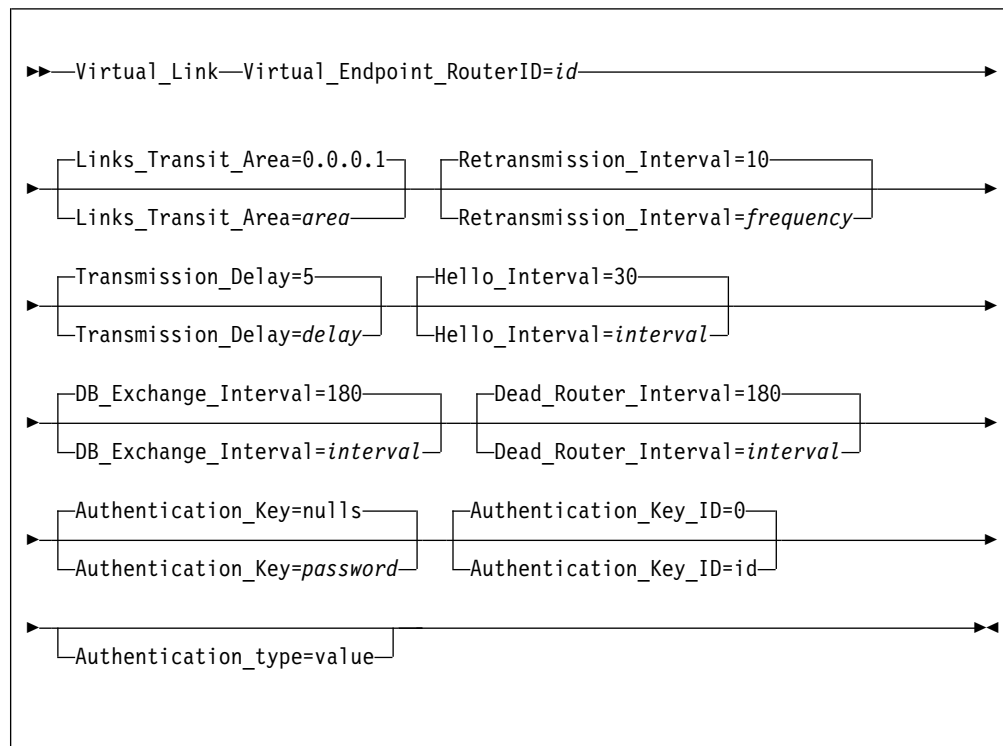 Virtual_Link Virtual_Endpoint_RouterID=id
Links_Transit_Area=0.0.0.1 Retransmission_Interval=10
Links_Transit_Area=area Retransmission_Interval=frequency
Transmission_Delay=5 Hello_Interval=30
Transmission_Delay=delay Hello_Interval=interval
DB_Exchange_Interval=180 Dead_Router_Interval=180
DB_Exchange_Interval=interval Dead_Router_Interval=interval
Authentication_Key=nulls Authentication_Key_ID=0
Authentication_Key=password Authentication_Key_ID=id
Authentication_type=value